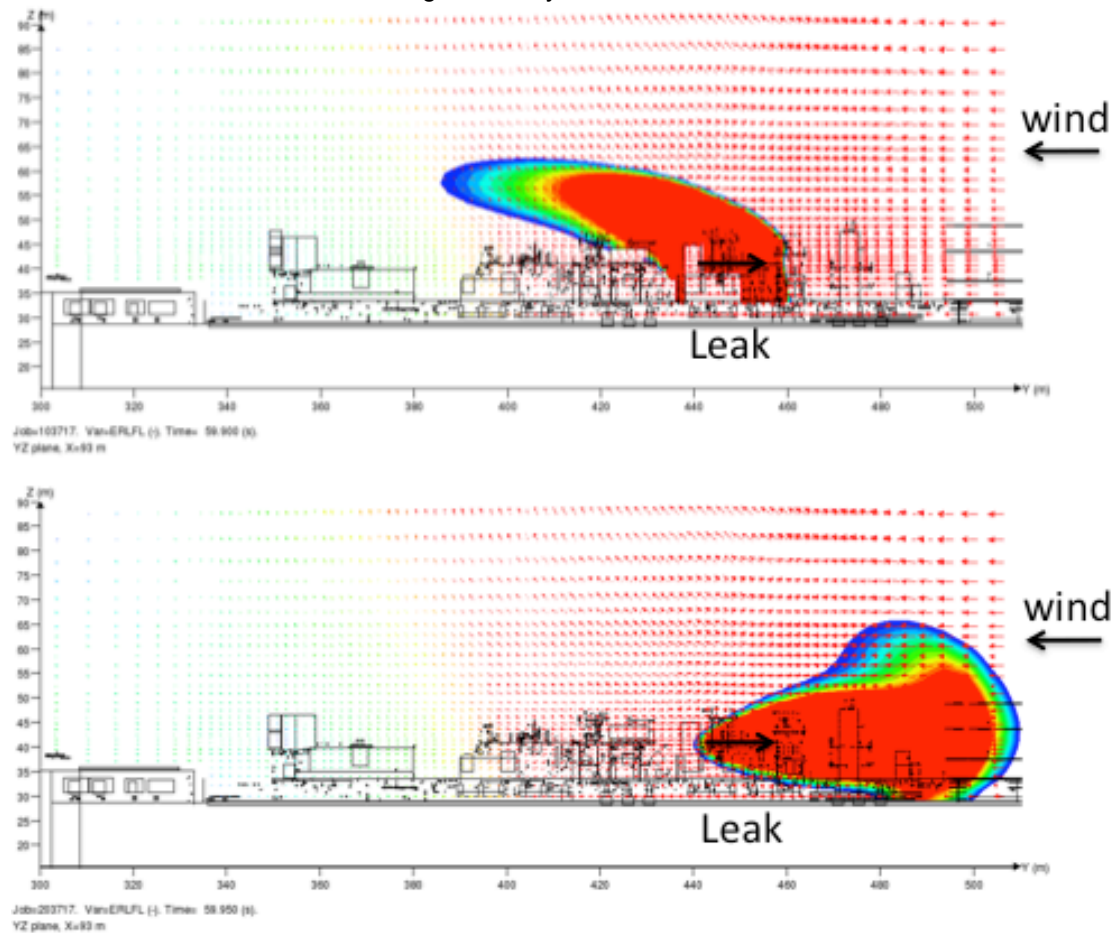 Z (m)
90
85
80
75
70
65
60
55
50
45
40
35
30
25
20
wind
Leak
300 320 340 360 380 400 420 440 460 480 500 Y (m)
Job=103717. Var=ERLFL (-). Time= 59.900 (s).
YZ plane, X=93 m
Z (m)
90
85
80
75
70
65
60
55
50
45
40
35
30
25
20
wind
Leak
300 320 340 360 380 400 420 440 460 480 500 Y (m)
Job=203717. Var=ERLFL (-). Time= 59.950 (s).
YZ plane, X=93 m